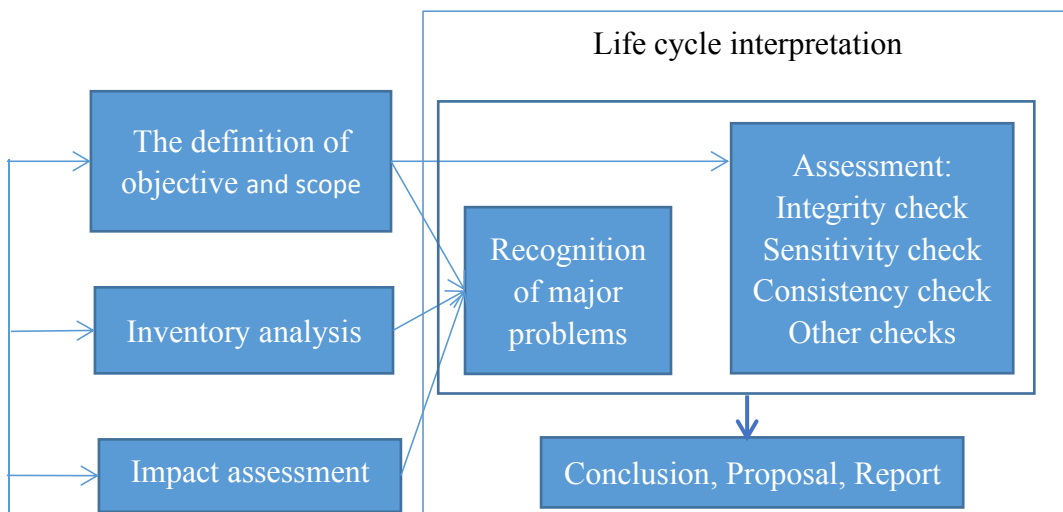 Life cycle interpretation
The definition of
objective and scope
Inventory analysis
Impact assessment
Recognition
of major
problems
Assessment:
Integrity check
Sensitivity check
Consistency check
Other checks
Conclusion, Proposal, Report